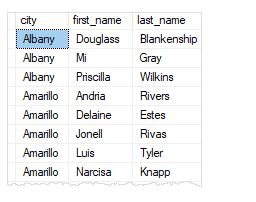 city first_name last_name
Albany Douglass Blankenship
Albany Mi Gray
Albany Priscilla Wilkins
Amarillo Andria Rivers
Amarillo Delaine Estes
Amarillo Jonell Rivas
Amarillo Luis Tyler
Amarillo Narcisa Knapp